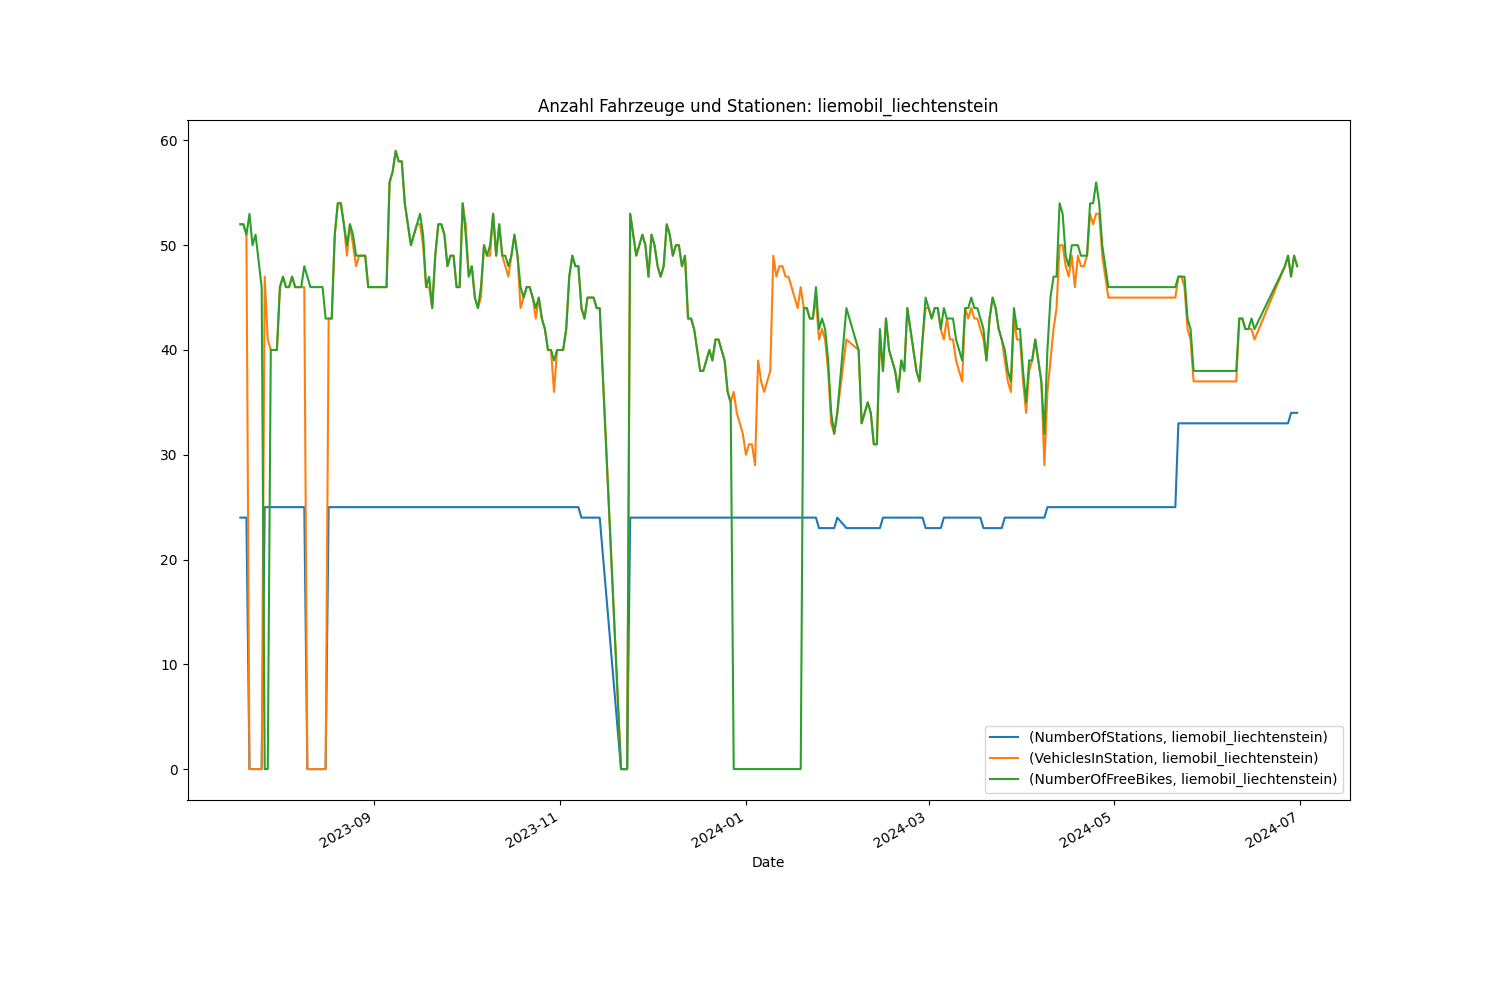 Anzahl Fahrzeuge und Stationen: liemobil_liechtenstein
60
50
40
30
20
10
0
(NumberOfStations, liemobil_liechtenstein)
(VehiclesInStation, liemobil_liechtenstein)
(NumberOfFreeBikes, liemobil_liechtenstein)
2023-09
2023-11
2024-01
2024-03
2024-05
2024-07
Date